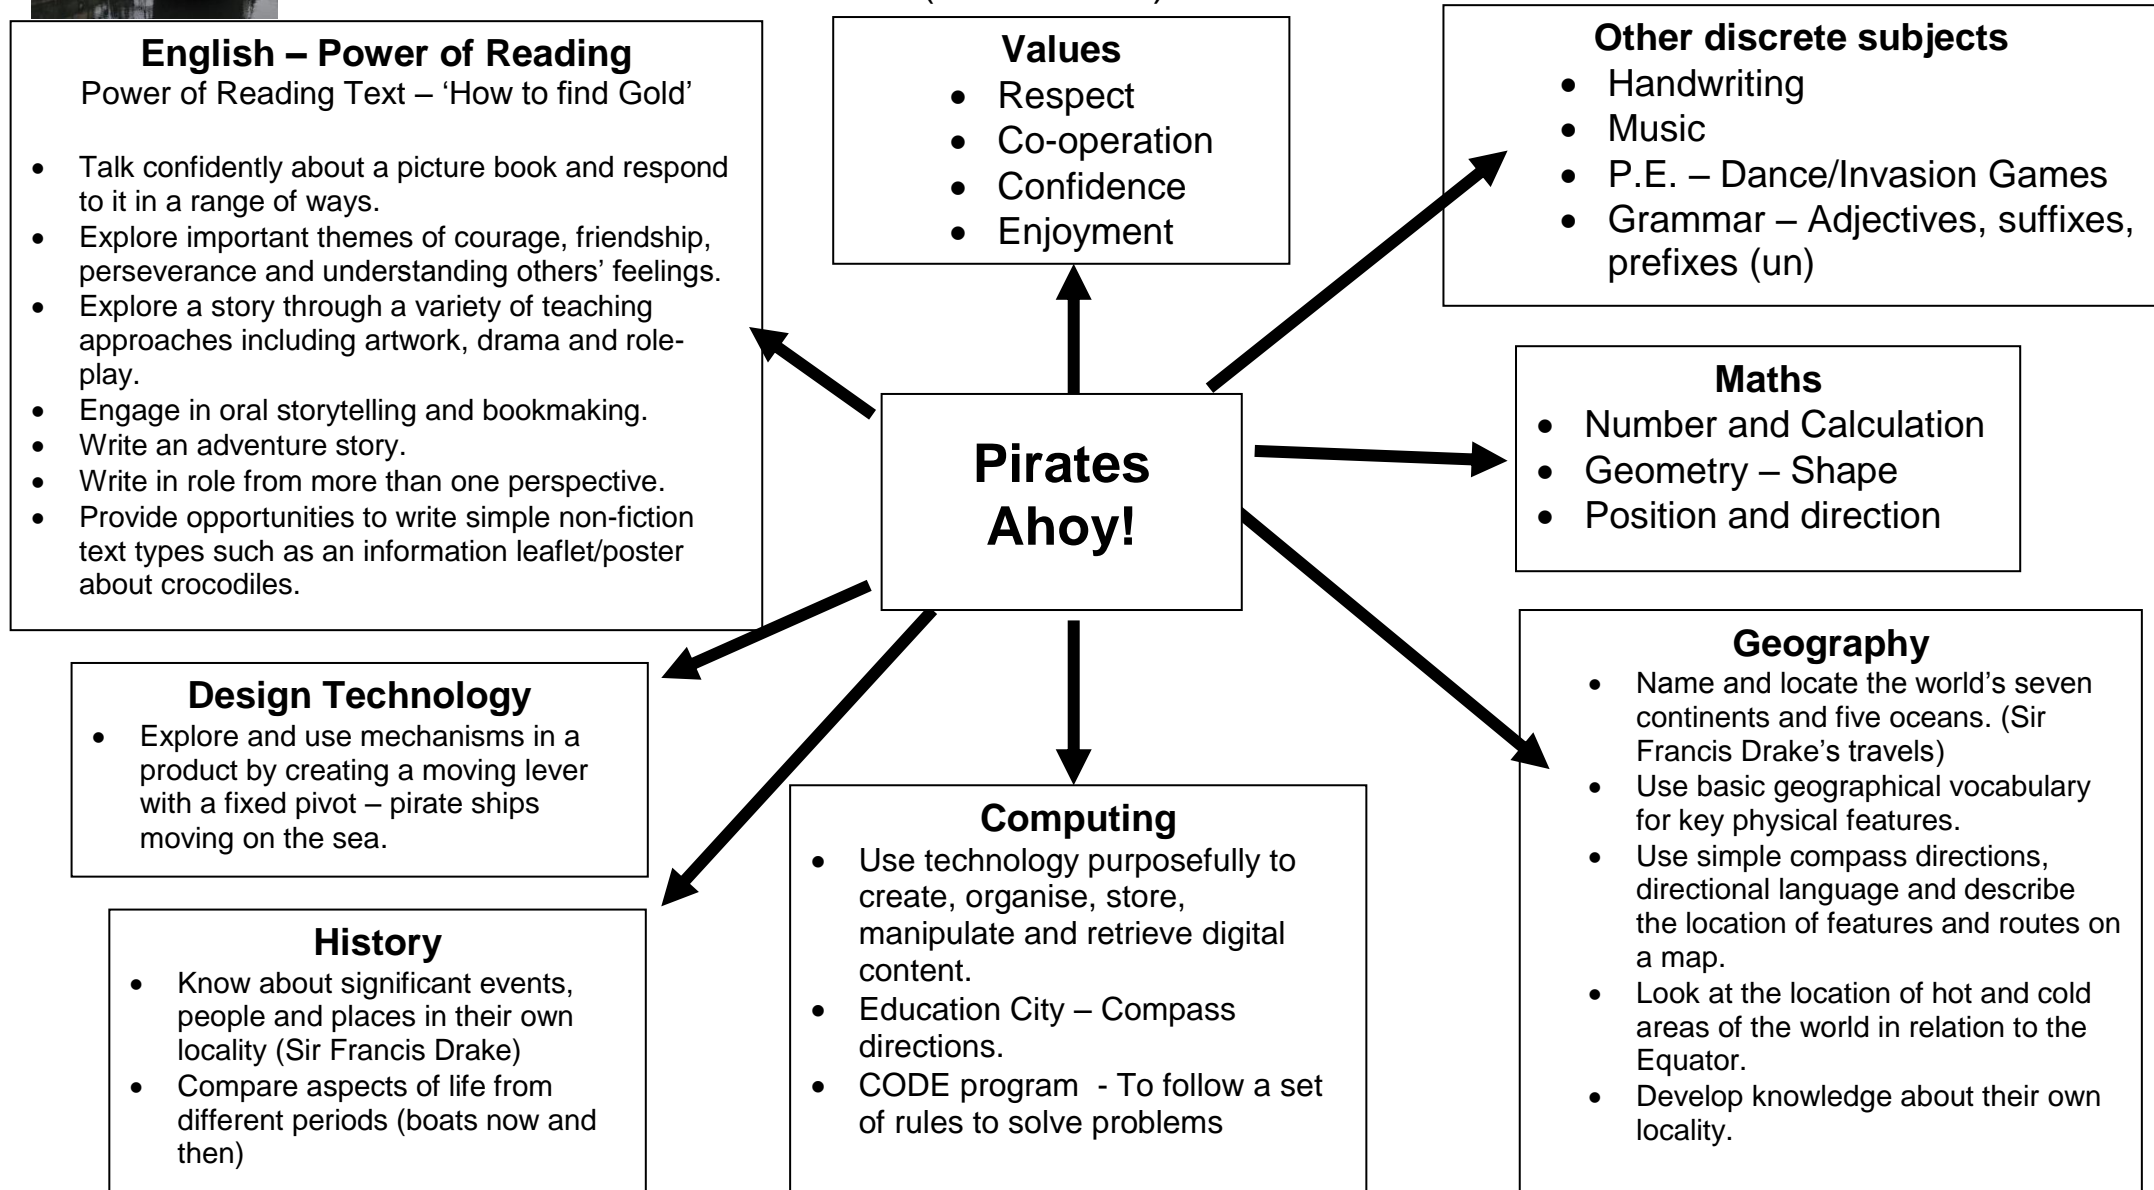 English – Power of Reading
Power of Reading Text – ‘How to find Gold’
• Talk confidently about a picture book and respond
to it in a range of ways.
• Explore important themes of courage, friendship,
perseverance and understanding others’ feelings.
• Explore a story through a variety of teaching
approaches including artwork, drama and role-
play.
• Engage in oral storytelling and bookmaking.
• Write an adventure story.
• Write in role from more than one perspective.
• Provide opportunities to write simple non-fiction
text types such as an information leaflet/poster
about crocodiles.
Values
• Respect
• Co-operation
• Confidence
• Enjoyment
Other discrete subjects
• Handwriting
• Music
• P.E. – Dance/Invasion Games
• Grammar – Adjectives, suffixes,
prefixes (un)
Pirates
Ahoy!
Maths
• Number and Calculation
• Geometry – Shape
• Position and direction
Design Technology
• Explore and use mechanisms in a
product by creating a moving lever
with a fixed pivot – pirate ships
moving on the sea.
History
• Know about significant events,
people and places in their own
locality (Sir Francis Drake)
• Compare aspects of life from
different periods (boats now and
then)
Computing
• Use technology purposefully to
create, organise, store,
manipulate and retrieve digital
content.
• Education City – Compass
directions.
• CODE program  - To follow a set
of rules to solve problems
Geography
• Name and locate the world’s seven
continents and five oceans. (Sir
Francis Drake’s travels)
• Use basic geographical vocabulary
for key physical features.
• Use simple compass directions,
directional language and describe
the location of features and routes on
a map.
• Look at the location of hot and cold
areas of the world in relation to the
Equator.
• Develop knowledge about their own
locality.